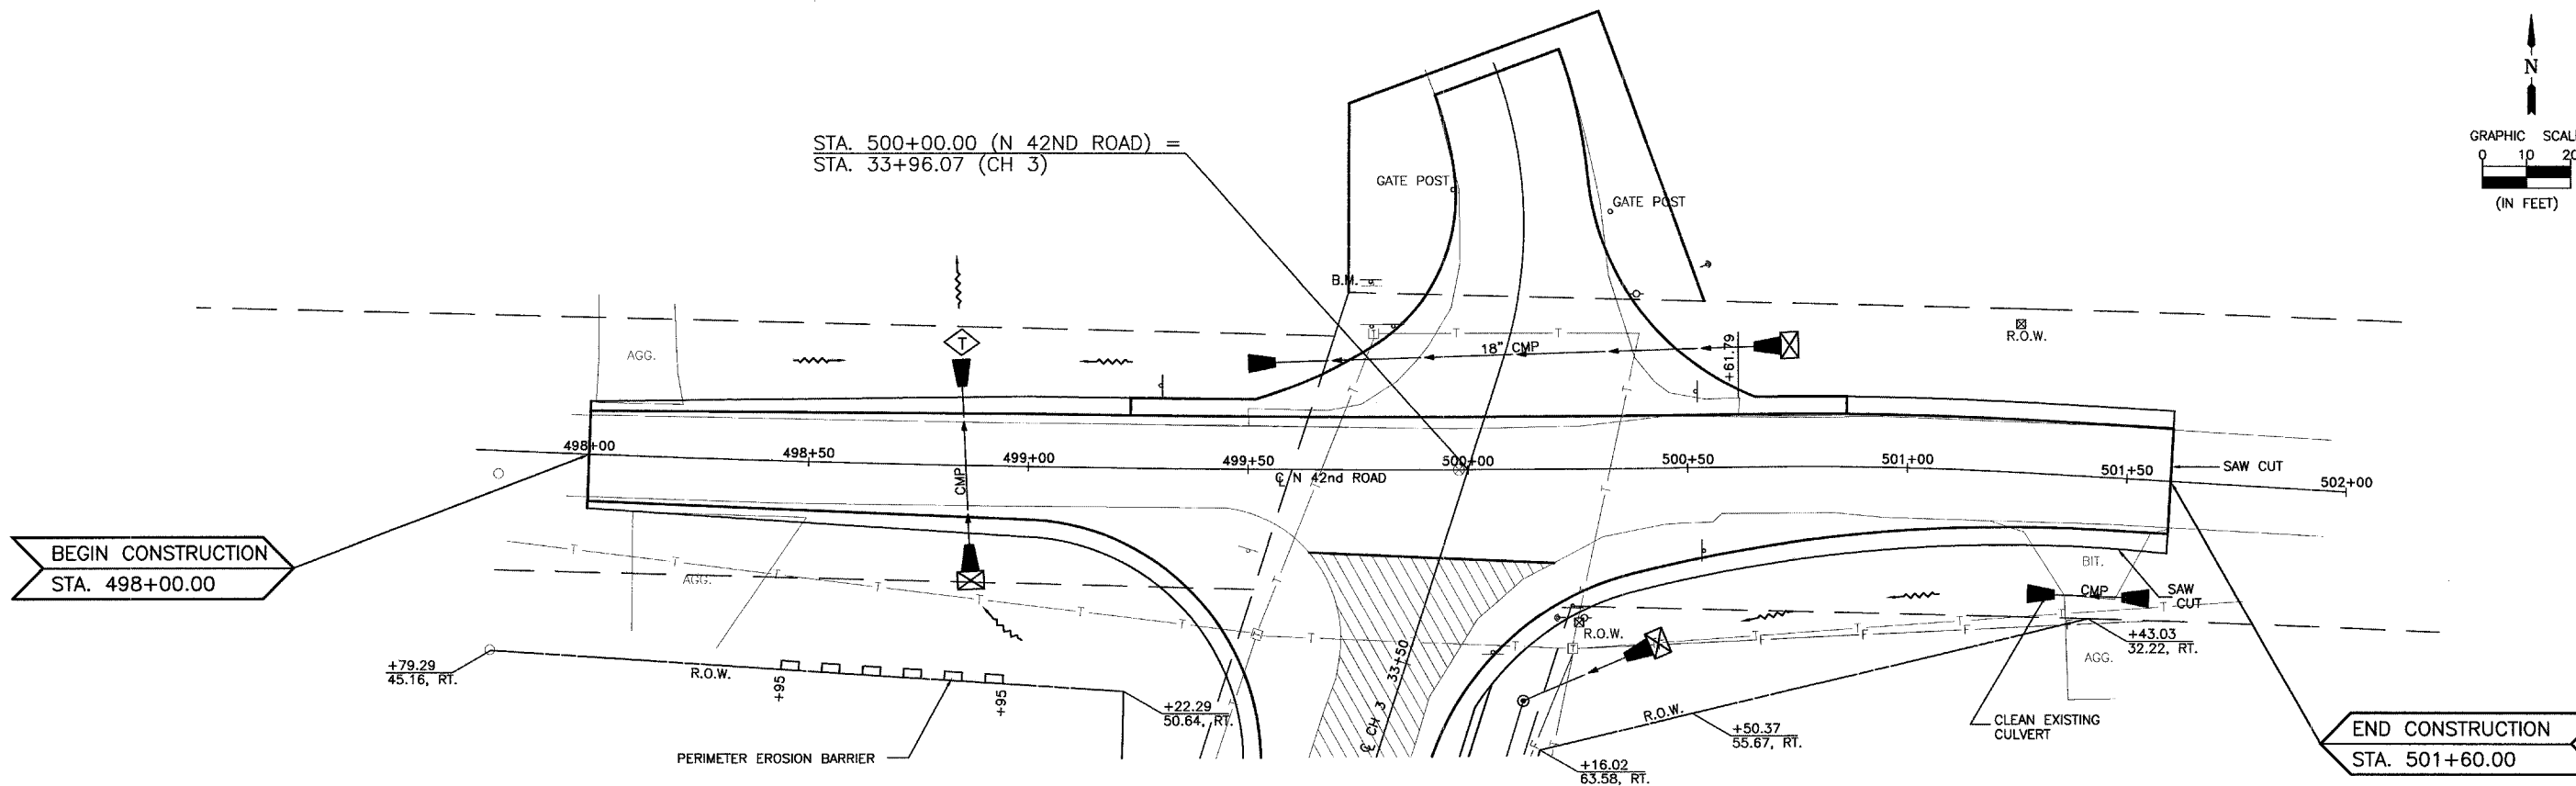 N
GRAPHIC SCAL
0 10 20
(IN FEET)
STA. 500+00.00 (N 42ND ROAD) =
STA. 33+96.07 (CH 3)
GATE POST
GATE POST
B.M.
T
T
T
AGG.
T
18" CMP
+61.79
R.O.W.
498+00
498+50
499+00
499+50
500+00
500+50
501+00
501+50
502+00
SAW CUT
CMP
℄ N 42nd ROAD
BEGIN CONSTRUCTION
STA. 498+00.00
AGG.
BIT.
CMP
SAW
CUT
R.O.W.
+79.29
45.16, RT.
R.O.W.
+95
+95
+22.29
50.64, RT.
℄ CH 3
33+50
R.O.W.
+43.03
32.22, RT.
AGG.
+50.37
55.67, RT.
+16.02
63.58, RT.
CLEAN EXISTING
CULVERT
PERIMETER EROSION BARRIER
END CONSTRUCTION
STA. 501+60.00